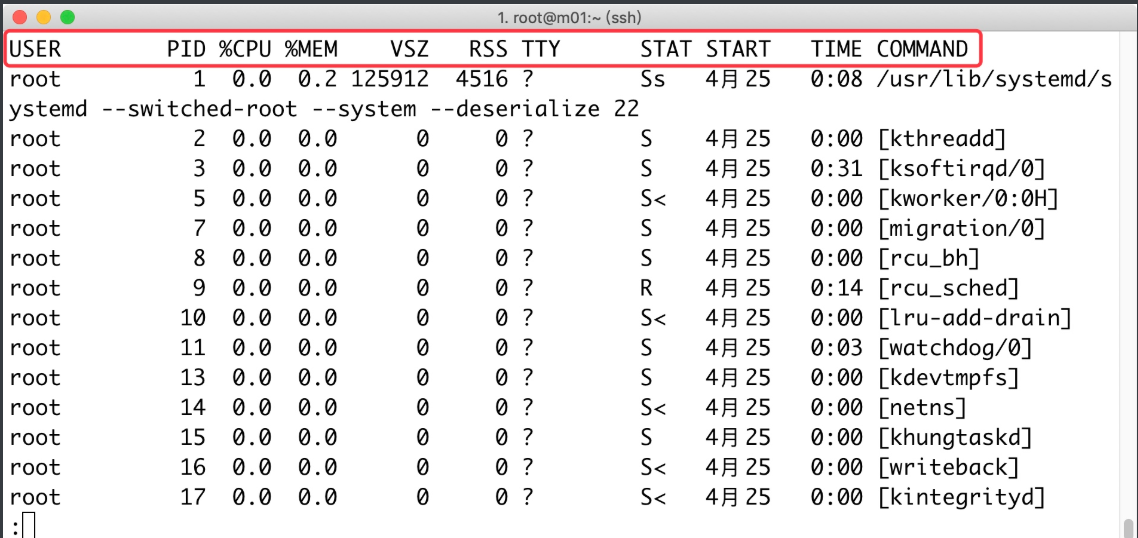 1. root@m01:~ (ssh)
USER PID %CPU %MEM VSZ RSS TTY STAT START TIME COMMAND
root 1 0.0 0.2 125912 4516 ? Ss 4月25 0:08 /usr/lib/systemd/s
ystemd --switched-root --system --deserialize 22
root 2 0.0 0.0 0 0 ? S 4月25 0:00 [kthreadd]
root 3 0.0 0.0 0 0 ? S 4月25 0:31 [ksoftirqd/0]
root 5 0.0 0.0 0 0 ? S< 4月25 0:00 [kworker/0:0H]
root 7 0.0 0.0 0 0 ? S 4月25 0:00 [migration/0]
root 8 0.0 0.0 0 0 ? S 4月25 0:00 [rcu_bh]
root 9 0.0 0.0 0 0 ? R 4月25 0:14 [rcu_sched]
root 10 0.0 0.0 0 0 ? S< 4月25 0:00 [lru-add-drain]
root 11 0.0 0.0 0 0 ? S 4月25 0:03 [watchdog/0]
root 13 0.0 0.0 0 0 ? S 4月25 0:00 [kdevtmpfs]
root 14 0.0 0.0 0 0 ? S< 4月25 0:00 [netns]
root 15 0.0 0.0 0 0 ? S 4月25 0:00 [khungtaskd]
root 16 0.0 0.0 0 0 ? S< 4月25 0:00 [writeback]
root 17 0.0 0.0 0 0 ? S< 4月25 0:00 [kintegrityd]
: